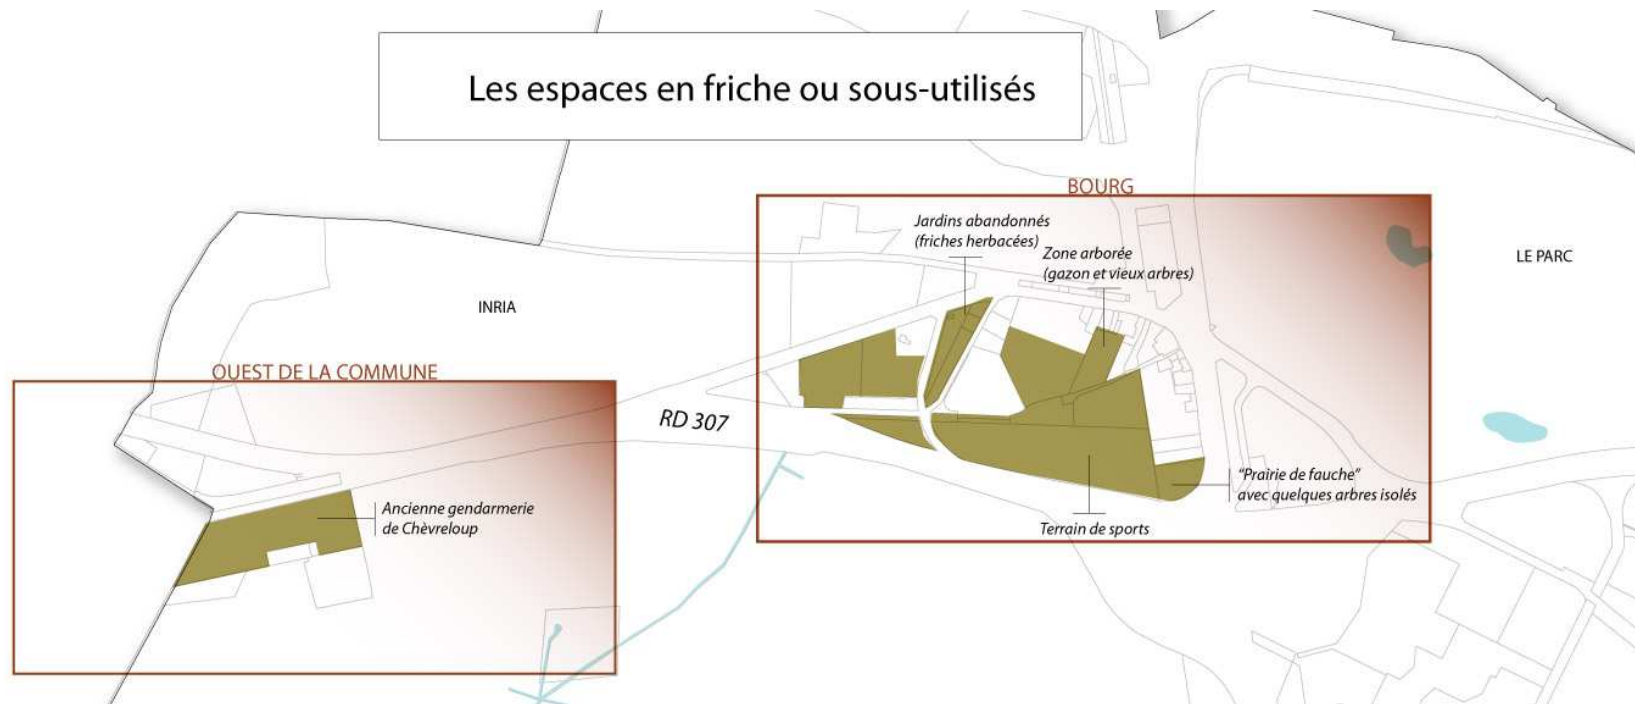 Les espaces en friche ou sous-utilisés
BOURG
Jardins abandonnés
(friches herbacées)
Zone arborée
(gazon et vieux arbres)
LE PARC
INRIA
OUEST DE LA COMMUNE
RD 307
"Prairie de fauche"
avec quelques arbres isolés
Ancienne gendarmerie
de Chèvreloup
Terrain de sports